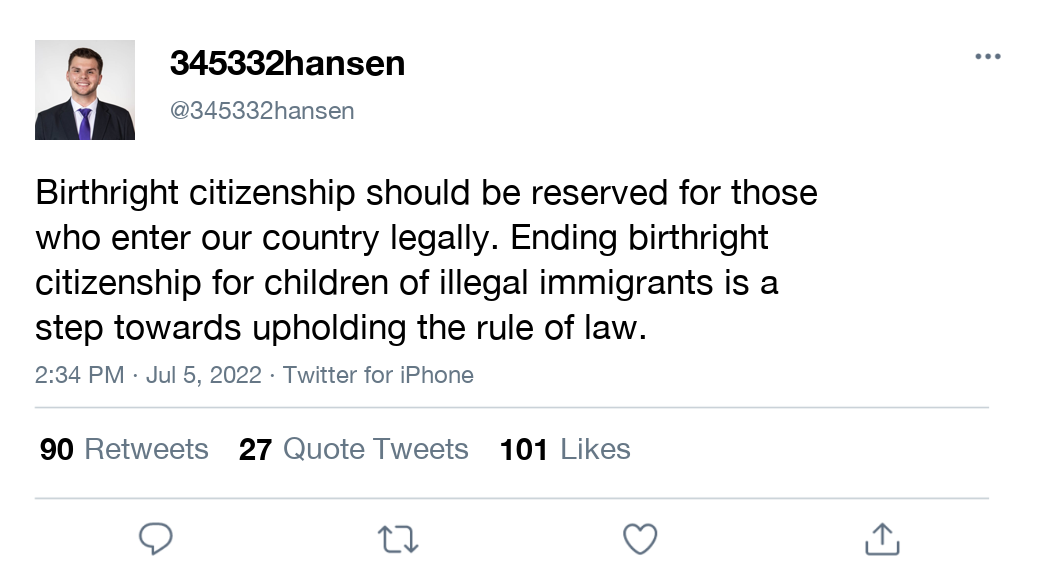 345332hansen
@345332hansen
Birthright citizenship should be reserved for those
who enter our country legally. Ending birthright
citizenship for children of illegal immigrants is a
step towards upholding the rule of law.
2:34 PM · Jul 5, 2022 · Twitter for iPhone
90 Retweets 27 Quote Tweets 101 Likes